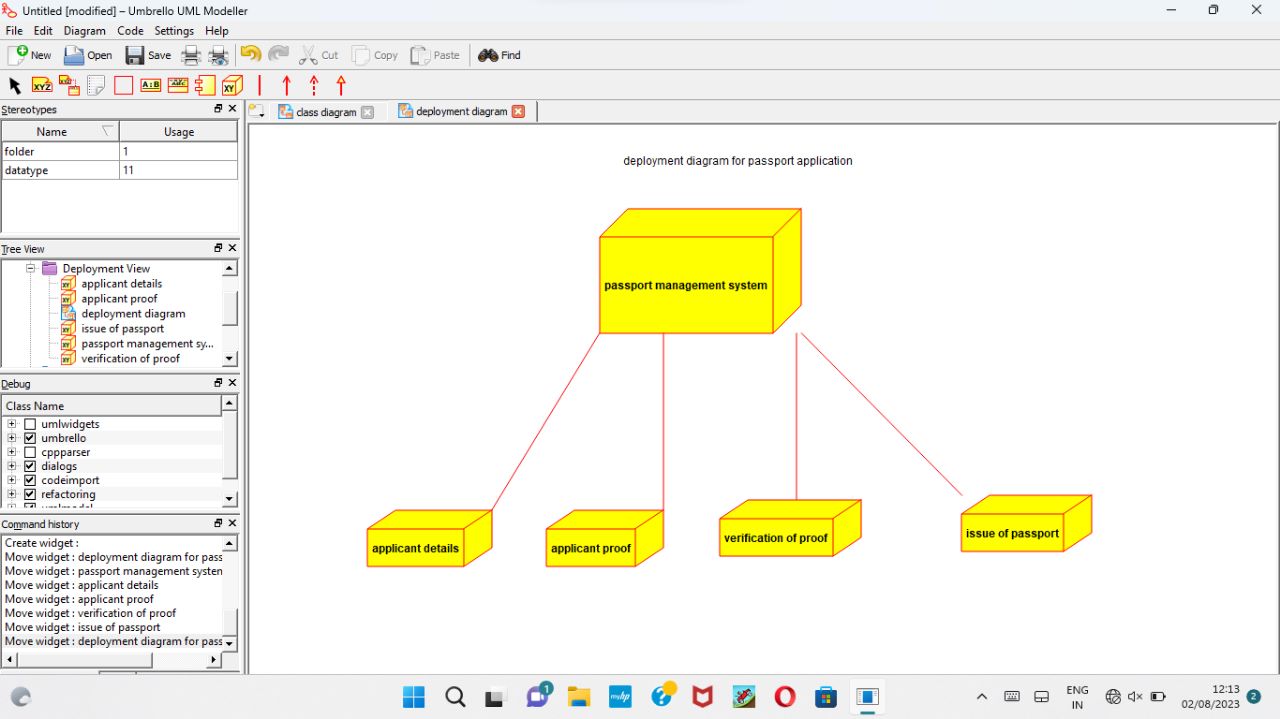 Untitled [modified] – Umbrello UML Modeller
File Edit Diagram Code Settings Help
New Open Save Cut Copy Paste Find
XYZ A:B XY
Stereotypes
class diagram deployment diagram
Name Usage
folder 1
datatype 11
Tree View
Deployment View
applicant details
applicant proof
deployment diagram
issue of passport
passport management sy...
verification of proof
Debug
Class Name
umlwidgets
umbrello
cppparser
dialogs
codeimport
refactoring
Command history
Create widget :
Move widget : deployment diagram for pass
Move widget : passport management system
Move widget : applicant details
Move widget : applicant proof
Move widget : verification of proof
Move widget : issue of passport
Move widget : deployment diagram for pass
deployment diagram for passport application
passport management system
applicant details
applicant proof
verification of proof
issue of passport
1
myhp
ENG
IN
12:13
02/08/2023
2